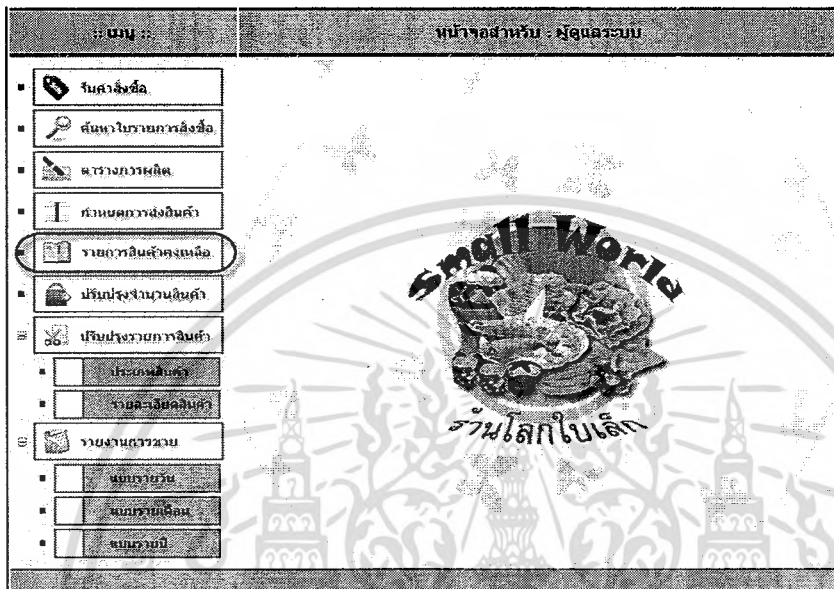 :: เมนู ::
หน้าจอสำหรับ : ผู้ดูแลระบบ
รับคำสั่งซื้อ
ค้นหาใบรายการสั่งซื้อ
ตารางการผลิต
กำหนดการส่งสินค้า
รายการสินค้าคงเหลือ
ปรับปรุงจำนวนสินค้า
ปรับปรุงรายการสินค้า
ประเภทสินค้า
รายละเอียดสินค้า
รายงานการขาย
แบบรายวัน
แบบรายเดือน
แบบรายปี
Small World
ร้านโลกใบเล็ก